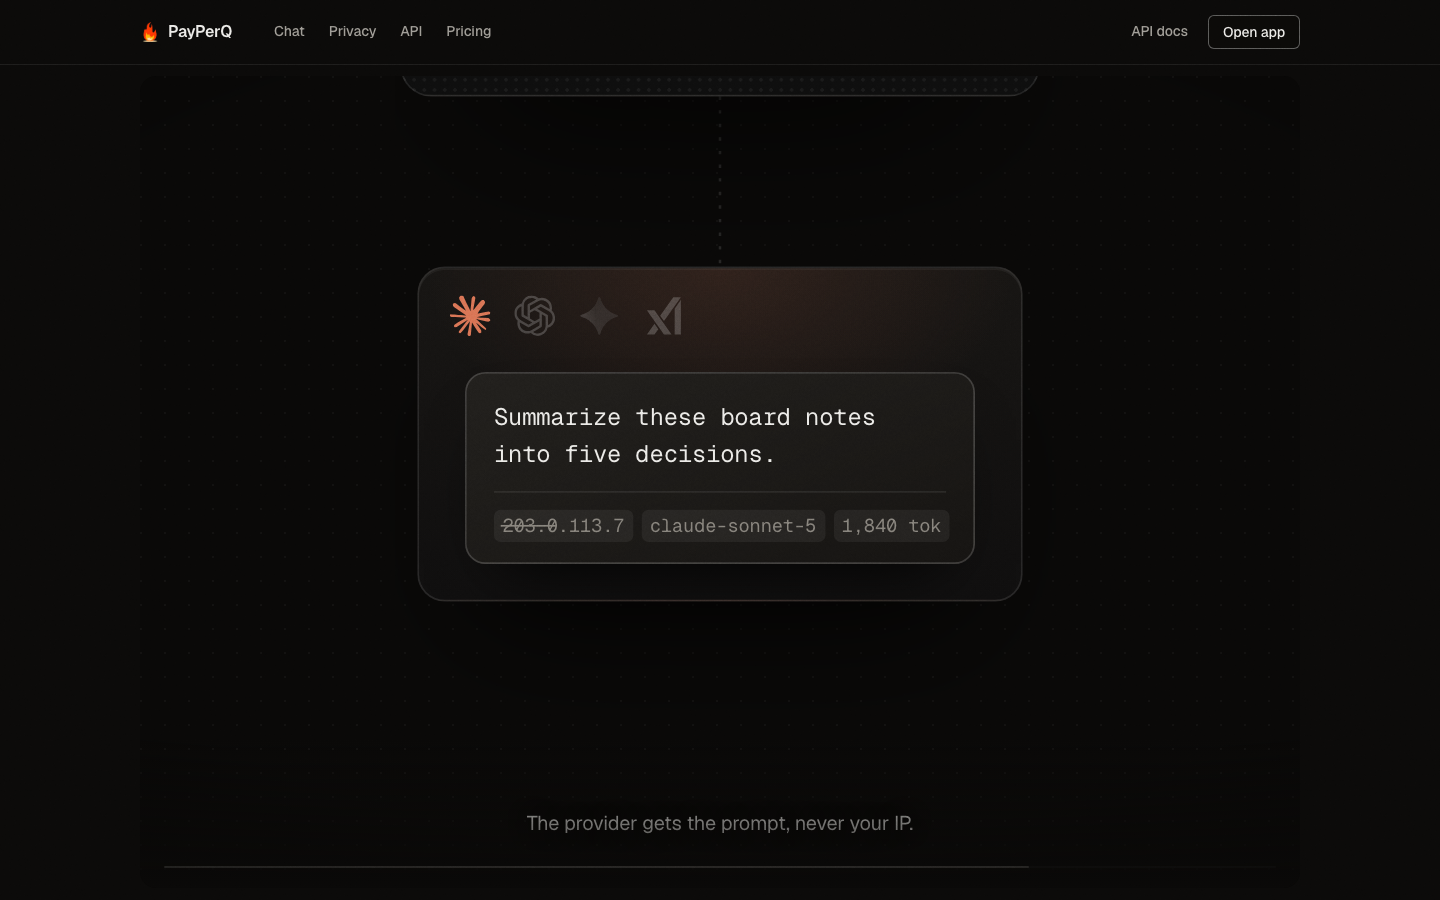 PayPerQ
Chat
Privacy
API
Pricing
API docs
Open app
Summarize these board notes
into five decisions.
203.0.113.7
claude-sonnet-5
1,840 tok
The provider gets the prompt, never your IP.